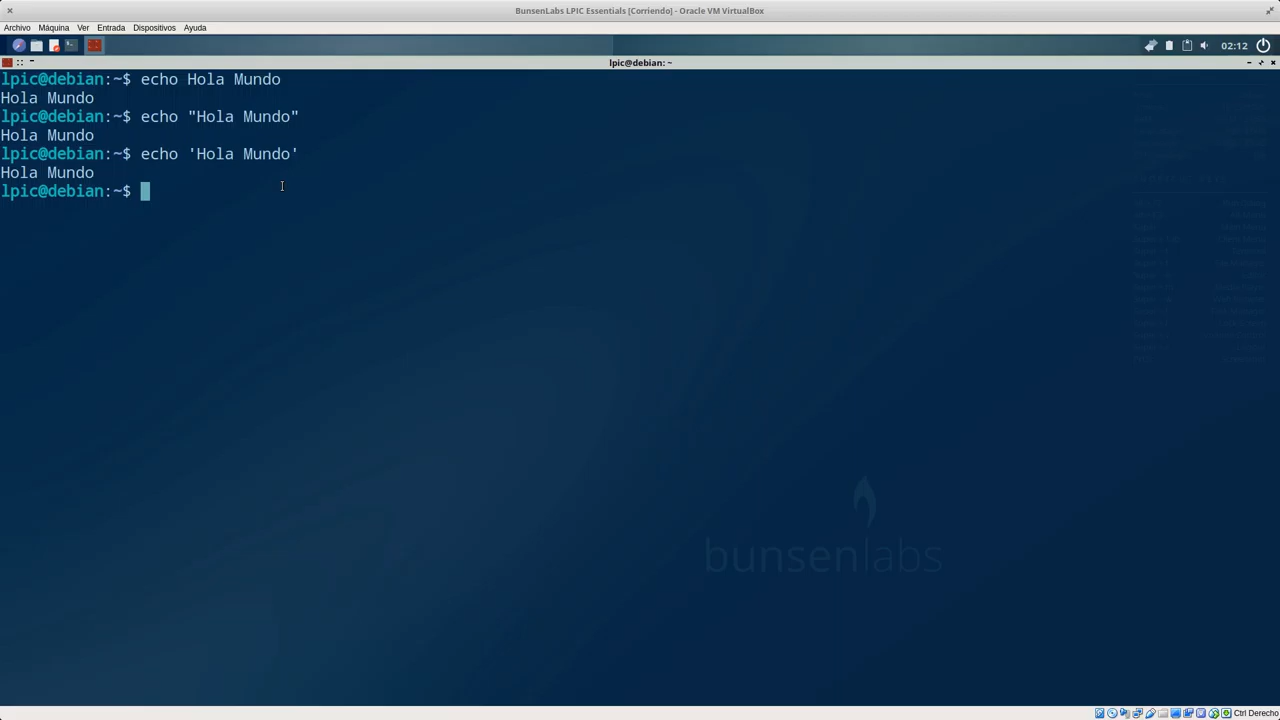 BunsenLabs LPIC Essentials [Corriendo] - Oracle VM VirtualBox
Archivo Máquina Ver Entrada Dispositivos Ayuda
02:12
lpic@debian: ~
lpic@debian:~$ echo Hola Mundo
Hola Mundo
lpic@debian:~$ echo "Hola Mundo"
Hola Mundo
lpic@debian:~$ echo 'Hola Mundo'
Hola Mundo
lpic@debian:~$
bunsenlabs
Ctrl Derecho